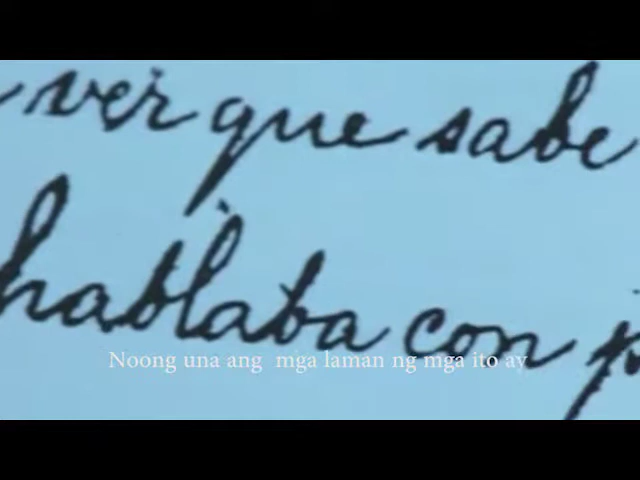 ver que sabe
hablaba con
Noong una ang mga laman ng mga ito ay